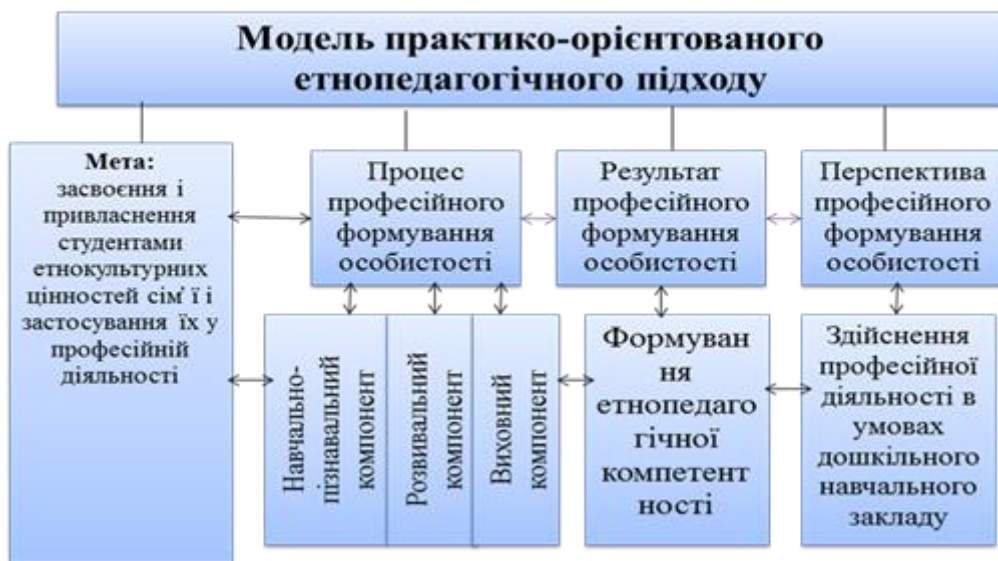 Модель практико-орієнтованого
етнопедагогічного підходу
Мета:
засвоєння і
привласнення
студентами
етнокультурних
цінностей сім'ї і
застосування їх у
професійній
діяльності
Процес
професійного
формування
особистості
Результат
професійного
формування
особистості
Перспектива
професійного
формування
особистості
Навчально-
пізнавальний
компонент
Розвивальний
компонент
Виховний
компонент
Формуван
ня
етнопедаго
гічної
компетент
ності
Здійснення
професійної
діяльності в
умовах
дошкільного
навчального
закладу